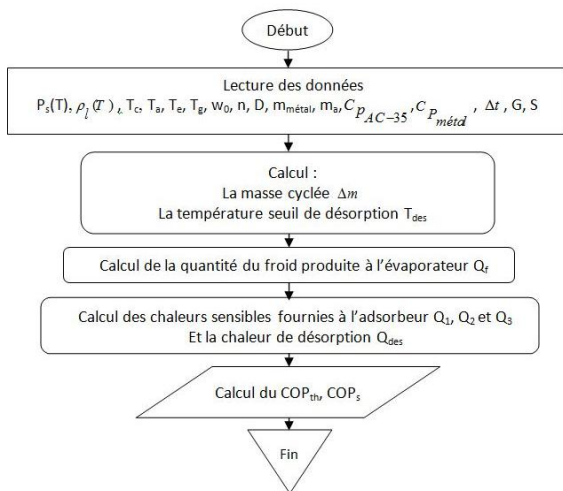 Début
Lecture des données
Pₛ(T), ρₗ(T), T꜀, Tₐ, Tₑ, T_g, w₀, n, D, m_métal, mₐ, C_p_AC-35, C_P_métal, Δt, G, S
Calcul :
La masse cyclée Δm
La température seuil de désorption T_des
Calcul de la quantité du froid produite à l'évaporateur Q_f
Calcul des chaleurs sensibles fournies à l'adsorbeur Q₁, Q₂ et Q₃
Et la chaleur de désorption Q_des
Calcul du COP_th, COP_s
Fin